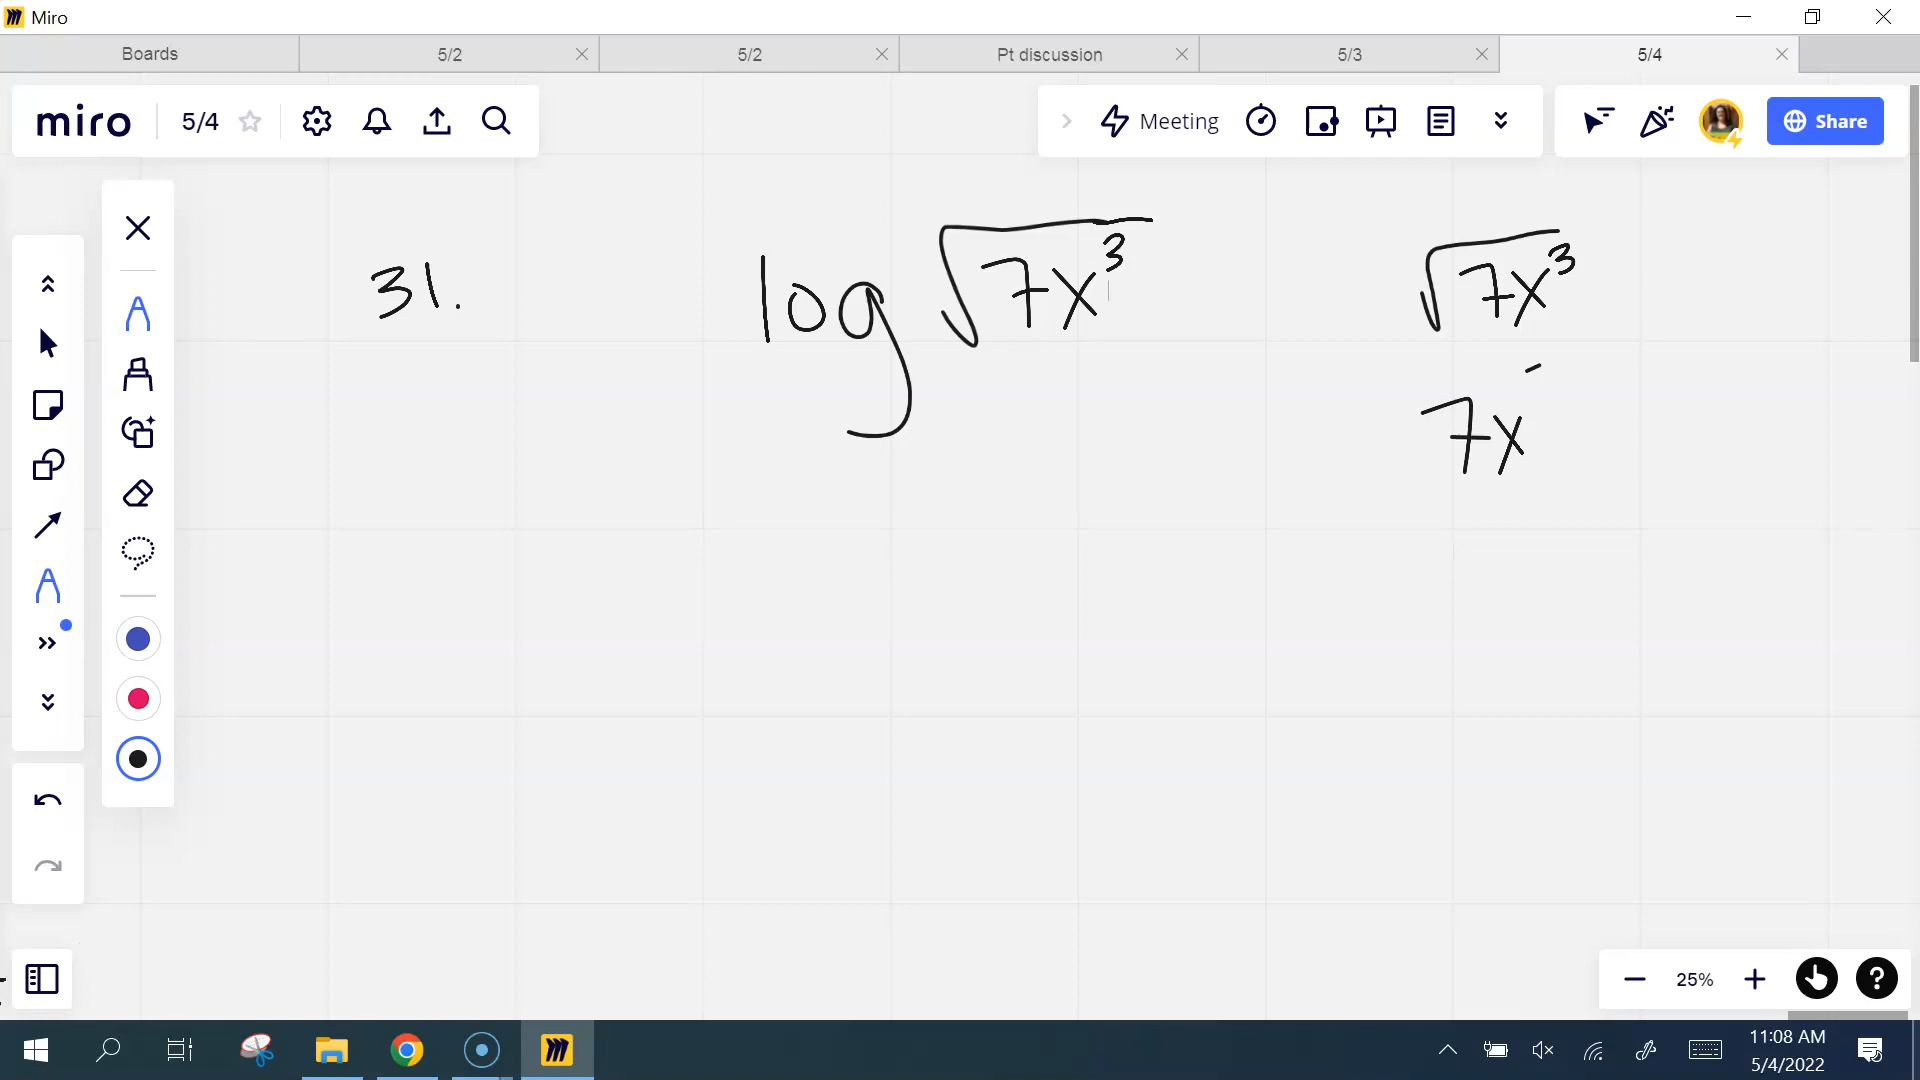 Miro
Boards 5/2 5/2 Pt discussion 5/3 5/4
miro 5/4 Meeting Share
31. log √7x³ √7x³
7x
25%
11:08 AM
5/4/2022